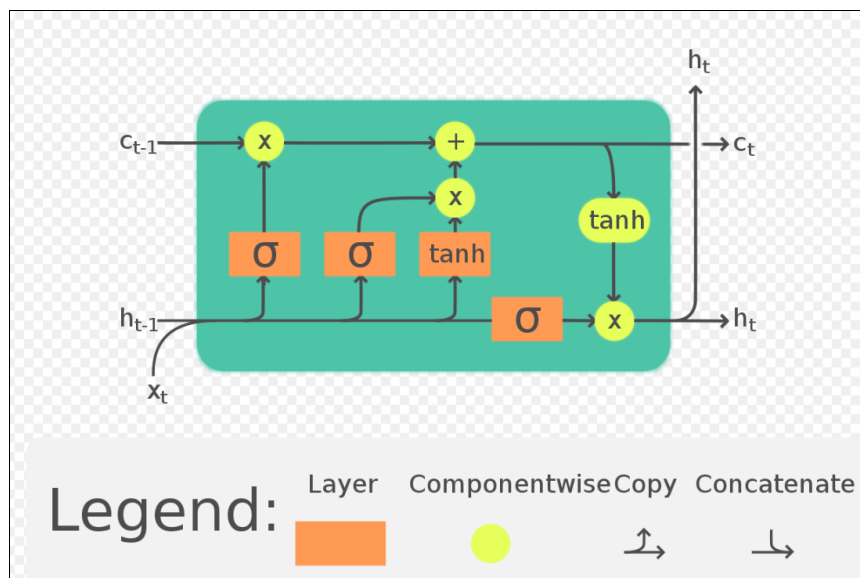 hₜ
cₜ₋₁ x + cₜ
x
tanh
σ σ tanh
hₜ₋₁ σ x hₜ
xₜ
Legend:
Layer Componentwise Copy Concatenate